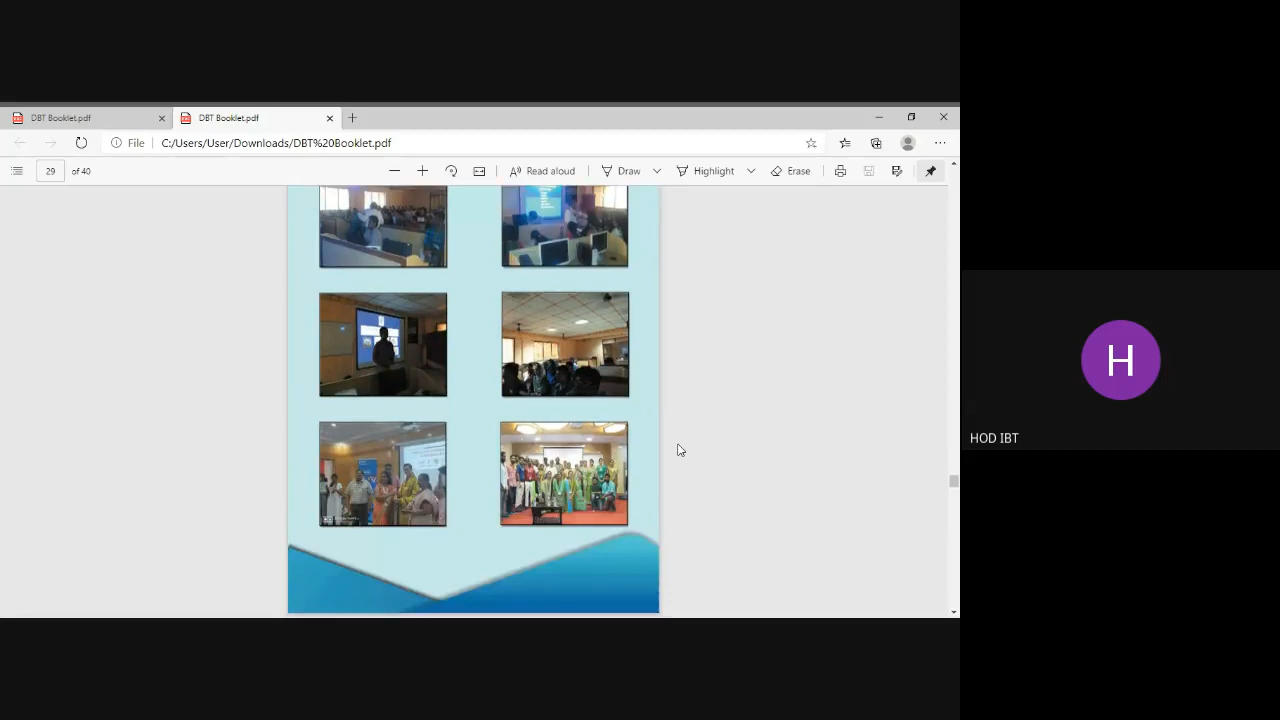 DBT Booklet.pdf
DBT Booklet.pdf
File C:/Users/User/Downloads/DBT%20Booklet.pdf
29 of 40 Read aloud Draw Highlight Erase
H
HOD IBT